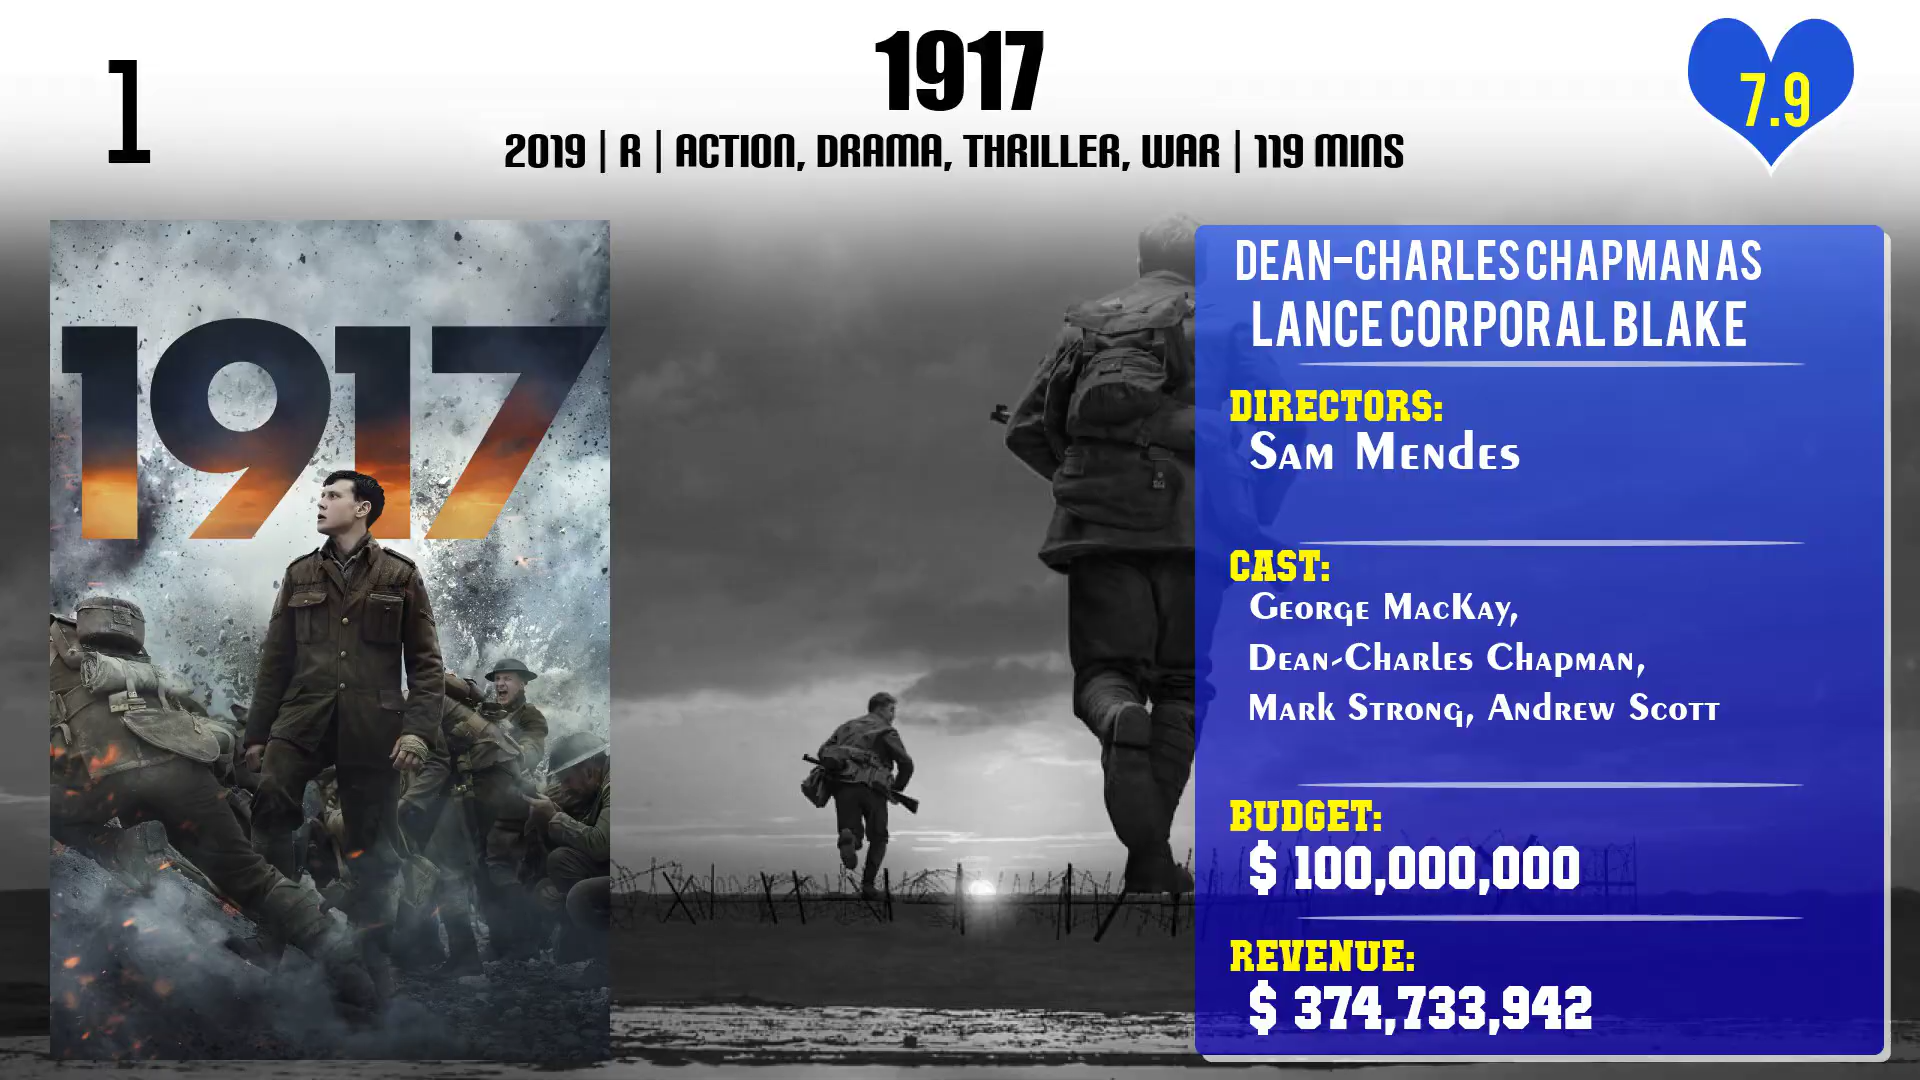 1
1917
2019 | R | ACTION, DRAMA, THRILLER, WAR | 119 MINS
7.9
1917
DEAN-CHARLES CHAPMAN AS
LANCE CORPORAL BLAKE
DIRECTORS:
Sam Mendes
CAST:
George MacKay,
Dean-Charles Chapman,
Mark Strong, Andrew Scott
BUDGET:
$ 100,000,000
REVENUE:
$ 374,733,942